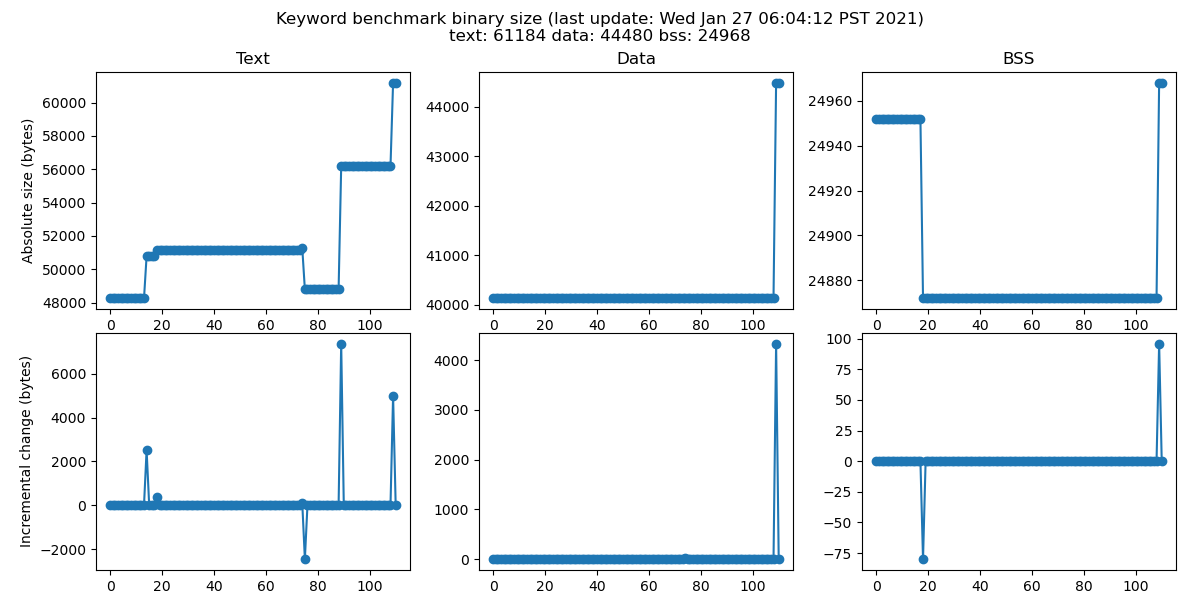 Keyword benchmark binary size (last update: Wed Jan 27 06:04:12 PST 2021)
text: 61184 data: 44480 bss: 24968
Text
Data
BSS
Absolute size (bytes)
60000
58000
56000
54000
52000
50000
48000
0 20 40 60 80 100
44000
43000
42000
41000
40000
0 20 40 60 80 100
24960
24940
24920
24900
24880
0 20 40 60 80 100
Incremental change (bytes)
6000
4000
2000
0
−2000
0 20 40 60 80 100
4000
3000
2000
1000
0
0 20 40 60 80 100
100
75
50
25
0
−25
−50
−75
0 20 40 60 80 100